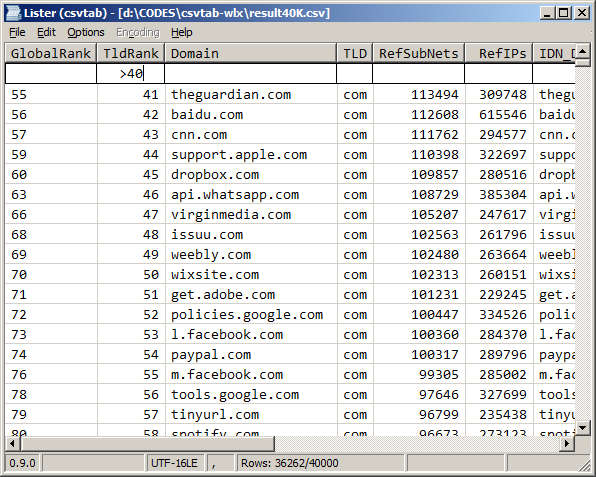 Lister (csvtab) - [d:\CODES\csvtab-wlx\result40K.csv]
File Edit Options Encoding Help
GlobalRank TldRank Domain TLD RefSubNets RefIPs IDN_D
>40
55 41 theguardian.com com 113494 309748 thegu
56 42 baidu.com com 112608 615546 baidu
57 43 cnn.com com 111762 294577 cnn.c
59 44 support.apple.com com 110398 322697 suppo
60 45 dropbox.com com 109857 280516 dropb
63 46 api.whatsapp.com com 108729 385304 api.w
66 47 virginmedia.com com 105207 247617 virgi
68 48 issuu.com com 102563 261796 issuu
69 49 weebly.com com 102480 263664 weebl
70 50 wixsite.com com 102313 260151 wixsi
71 51 get.adobe.com com 101231 229245 get.a
72 52 policies.google.com com 100447 334526 polic
73 53 l.facebook.com com 100360 284370 l.fac
74 54 paypal.com com 100317 289796 paypa
75 55 m.facebook.com com 99305 285002 m.fac
78 56 tools.google.com com 97646 327699 tools
79 57 tinyurl.com com 96799 235438 tinyu
80 58 spotify.com com 96673 273123 spoti
0.9.0 UTF-16LE , Rows: 36262/40000